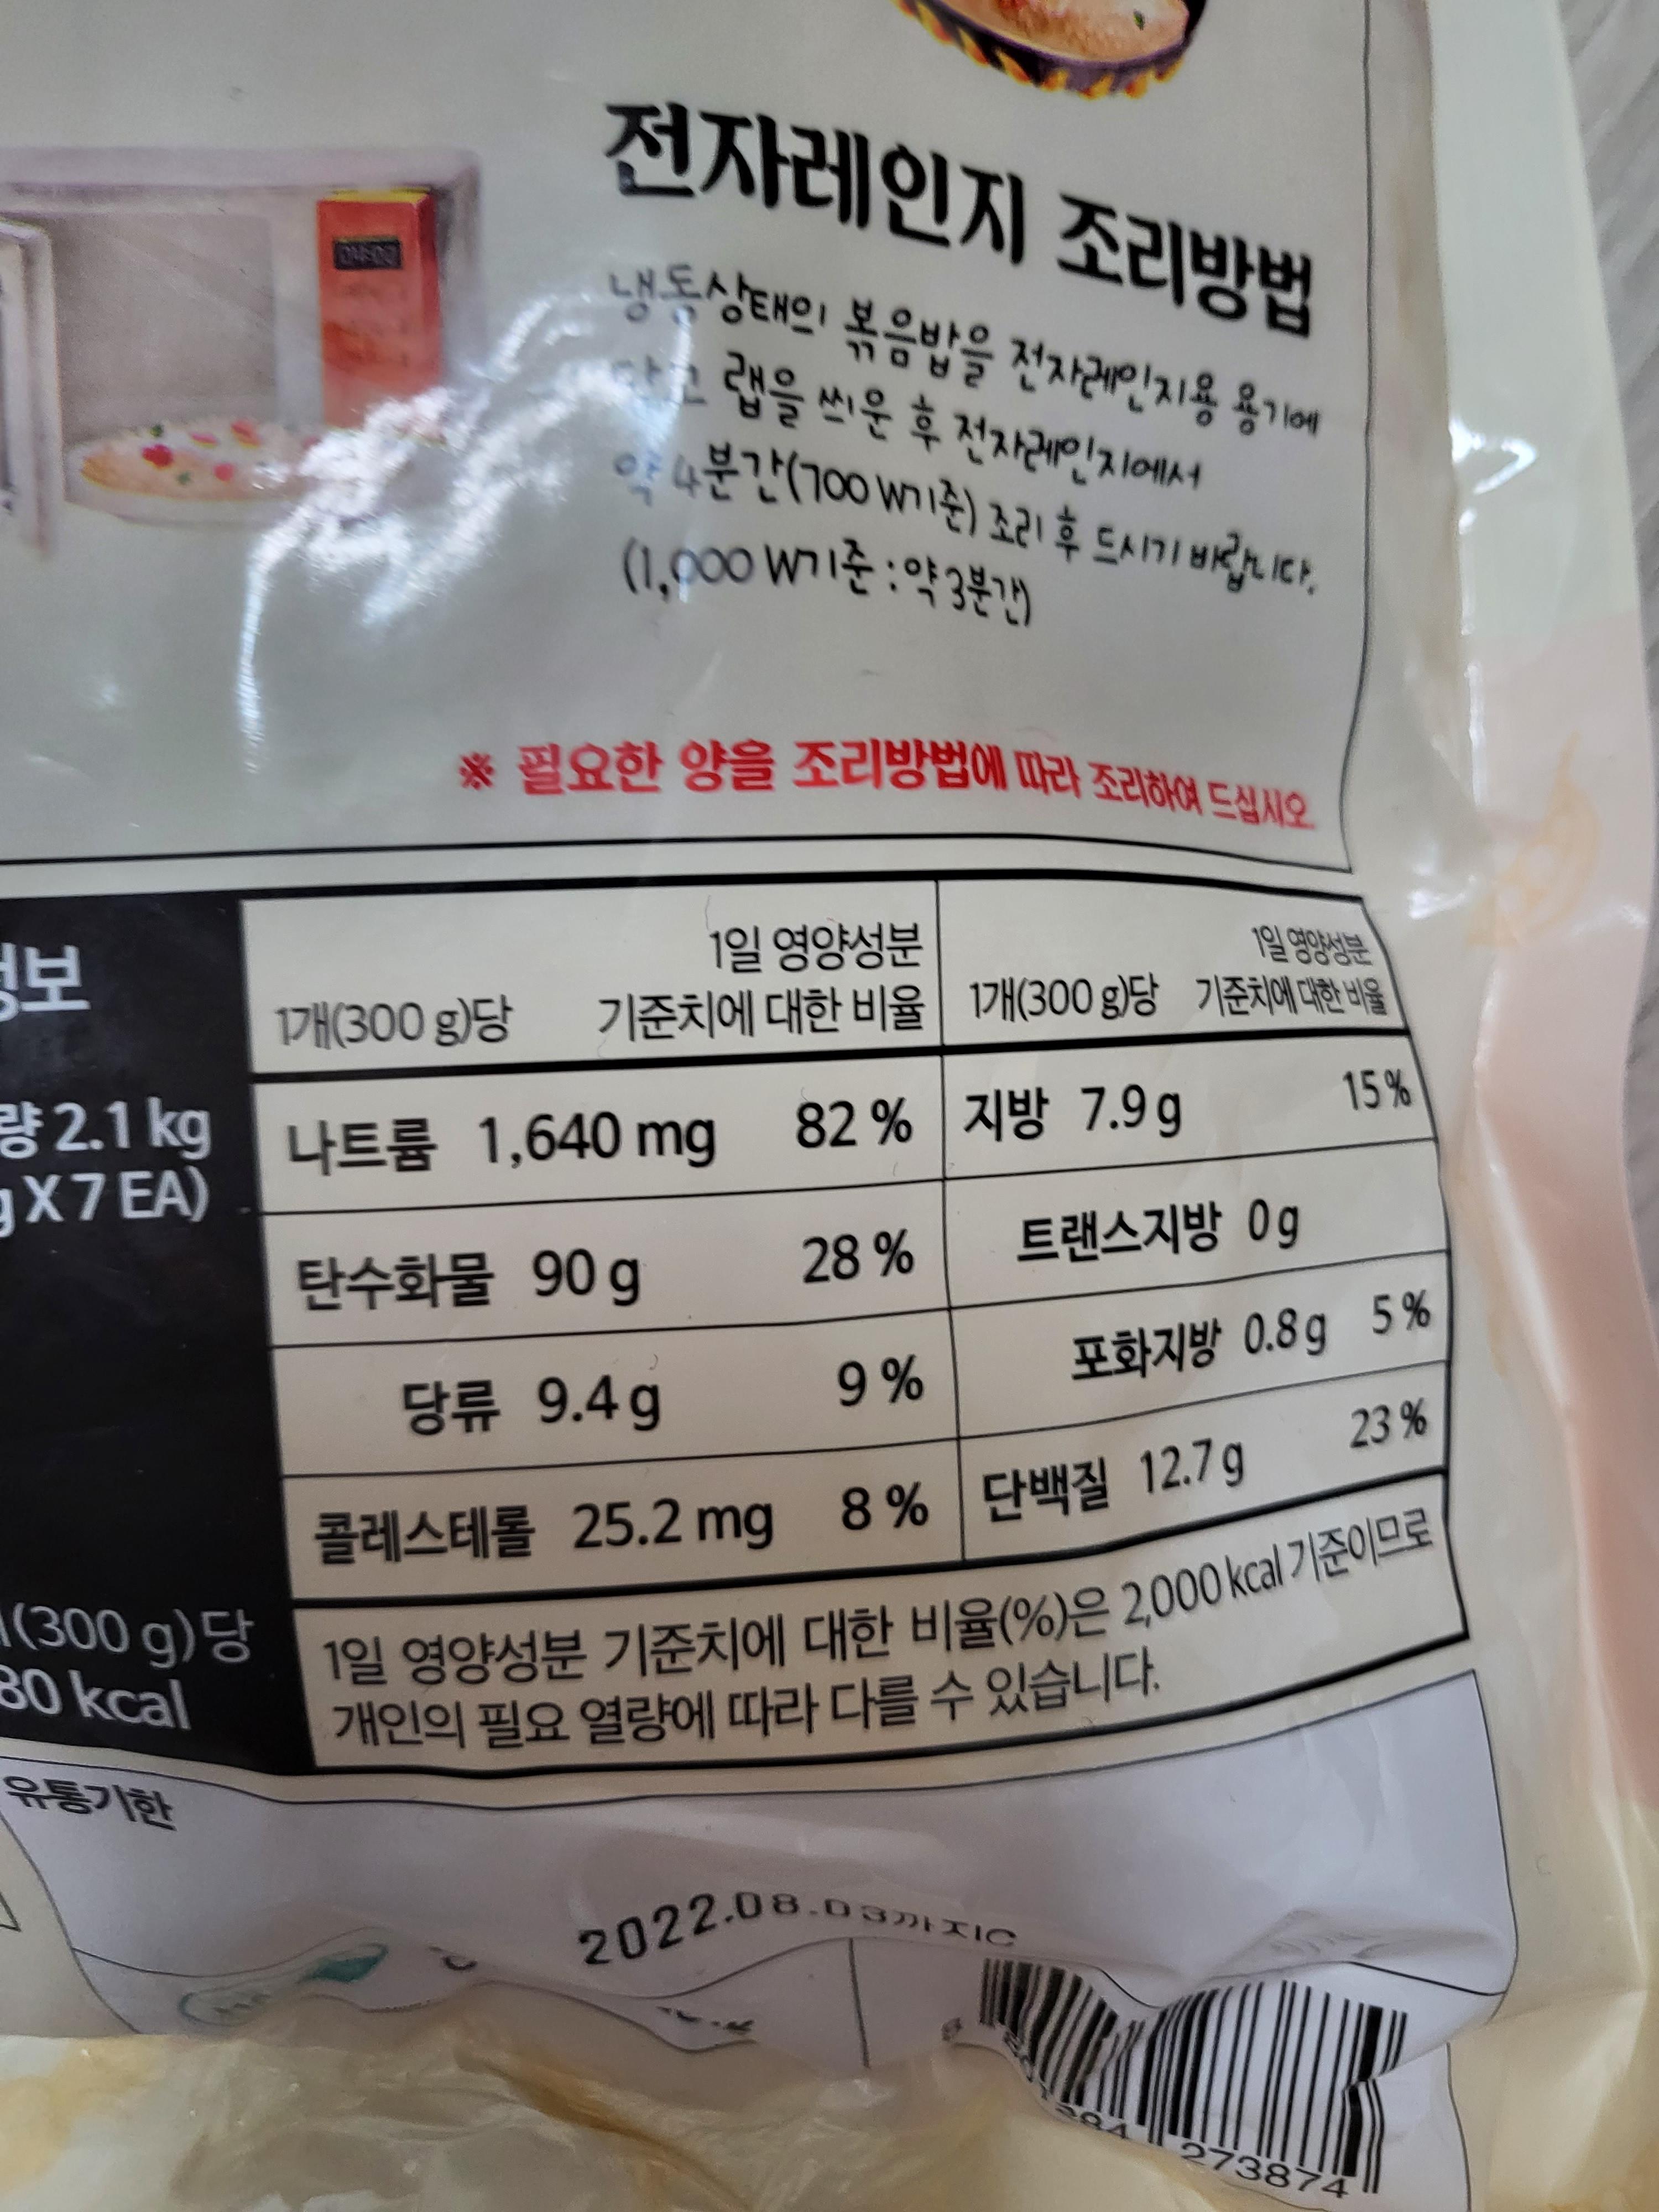 전자레인지 조리방법
냉동상태의 볶음밥을 전자레인지용 용기에
담고 랩을 씌운 후 전자레인지에서
약 4분간(700 W기준) 조리 후 드시기 바랍니다.
(1,000 W기준 : 약 3분간)
※ 필요한 양을 조리방법에 따라 조리하여 드십시오.
1개(300 g)당 1일 영양성분 기준치에 대한 비율
1개(300 g)당 1일 영양성분 기준치에 대한 비율
2.1 kg
X 7 EA)
나트륨 1,640 mg 82 %
지방 7.9 g 15 %
탄수화물 90 g 28 %
트랜스지방 0 g
당류 9.4 g 9 %
포화지방 0.8 g 5 %
콜레스테롤 25.2 mg 8 %
단백질 12.7 g 23 %
(300 g)당
80 kcal
1일 영양성분 기준치에 대한 비율(%)은 2,000 kcal 기준이므로
개인의 필요 열량에 따라 다를 수 있습니다.
유통기한
2022.08.03까지
273874